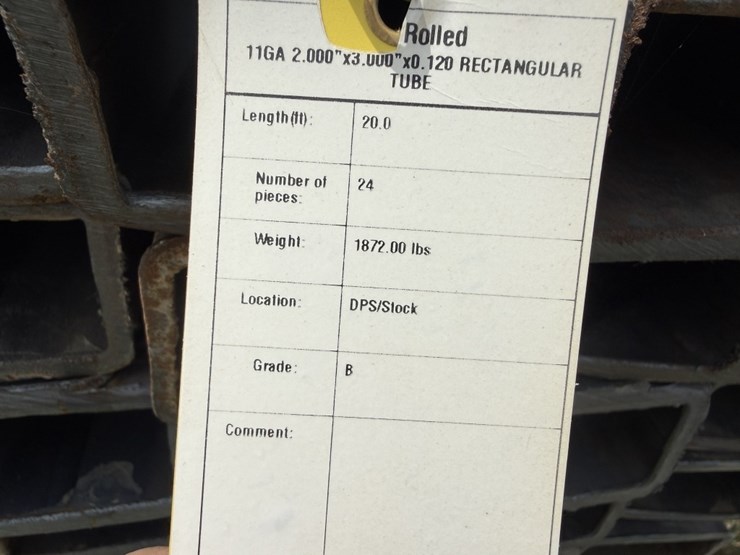 Rolled
11GA 2.000"x3.000"x0.120 RECTANGULAR
TUBE
Length(ft): 20.0
Number of 24
pieces:
Weight: 1872.00 lbs
Location: DPS/Stock
Grade: B
Comment: